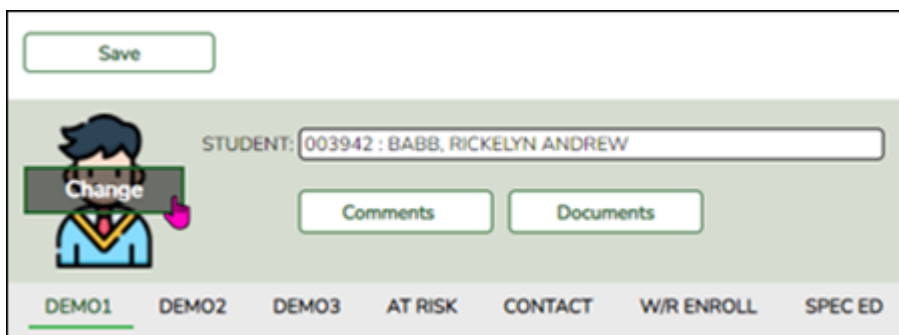 Save
STUDENT: 003942 : BABB, RICKELYN ANDREW
Change
Comments Documents
DEMO1 DEMO2 DEMO3 AT RISK CONTACT W/R ENROLL SPEC ED